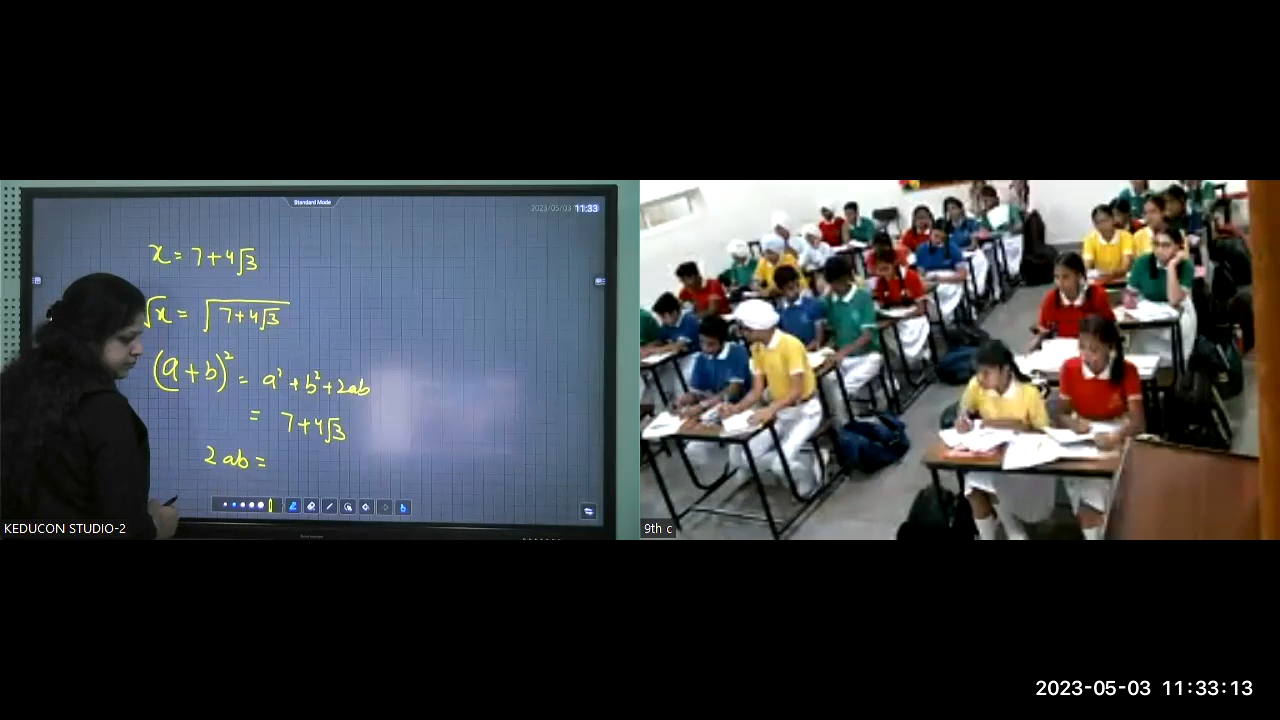 Standard Mode
2023/05/03 11:33
x = 7+4√3
√x = √7+4√3
(a+b)² = a²+b²+2ab
= 7+4√3
2ab =
KEDUCON STUDIO-2
9th c
2023-05-03 11:33:13